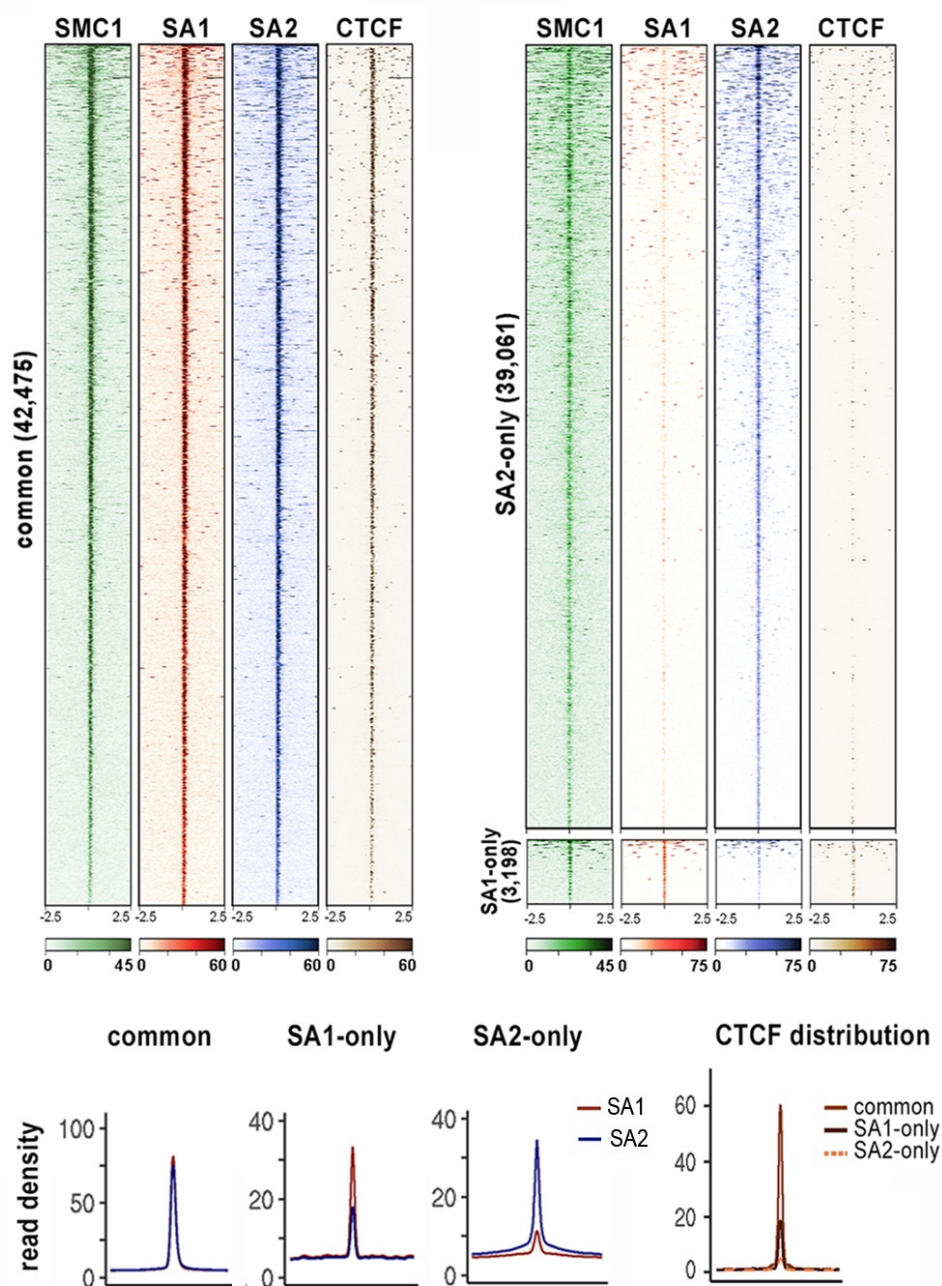 SMC1 SA1 SA2 CTCF
SMC1 SA1 SA2 CTCF
common (42,475)
SA2-only (39,061)
SA1-only
(3,198)
-2.5 2.5 -2.5 2.5 -2.5 2.5 -2.5 2.5
-2.5 2.5 -2.5 2.5 -2.5 2.5 -2.5 2.5
0 45 0 60 0 60 0 60
0 45 0 75 0 75 0 75
common
SA1-only
SA2-only
CTCF distribution
read density
100
50
0
40
20
0
40
20
0
SA1
SA2
60
40
20
0
common
SA1-only
SA2-only